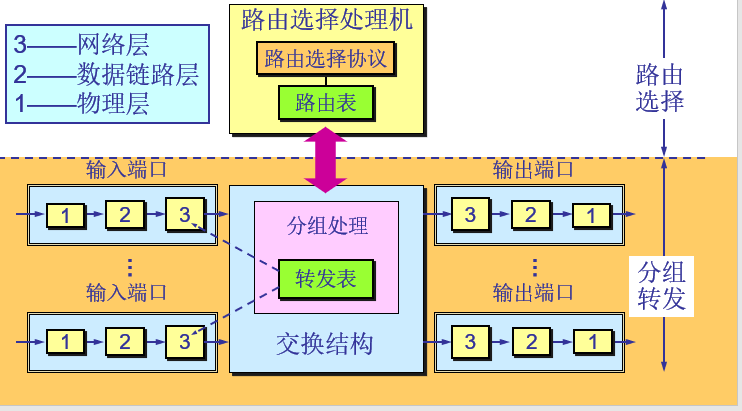 3——网络层
2——数据链路层
1——物理层
路由选择处理机
路由选择协议
路由表
路由
选择
输入端口
1
2
3
输出端口
3
2
1
分组处理
转发表
交换结构
…
输入端口
1
2
3
…
输出端口
3
2
1
分组
转发